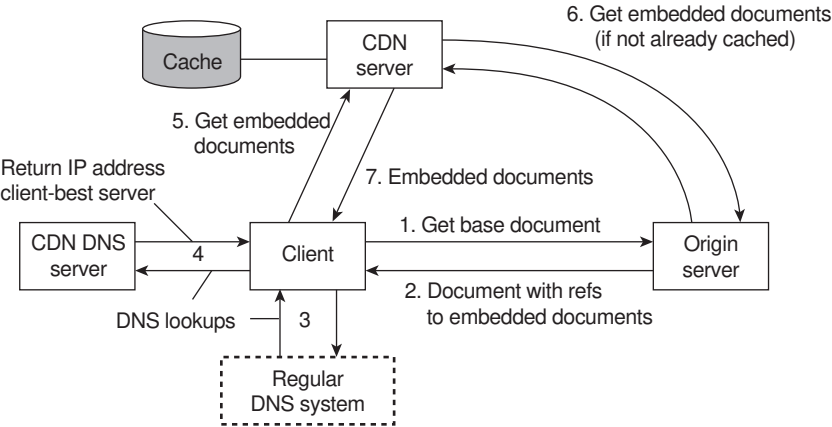 6. Get embedded documents
(if not already cached)
CDN
server
Cache
5. Get embedded
documents
Return IP address
client-best server
7. Embedded documents
1. Get base document
CDN DNS
server
4
Client
Origin
server
2. Document with refs
to embedded documents
DNS lookups
3
Regular
DNS system